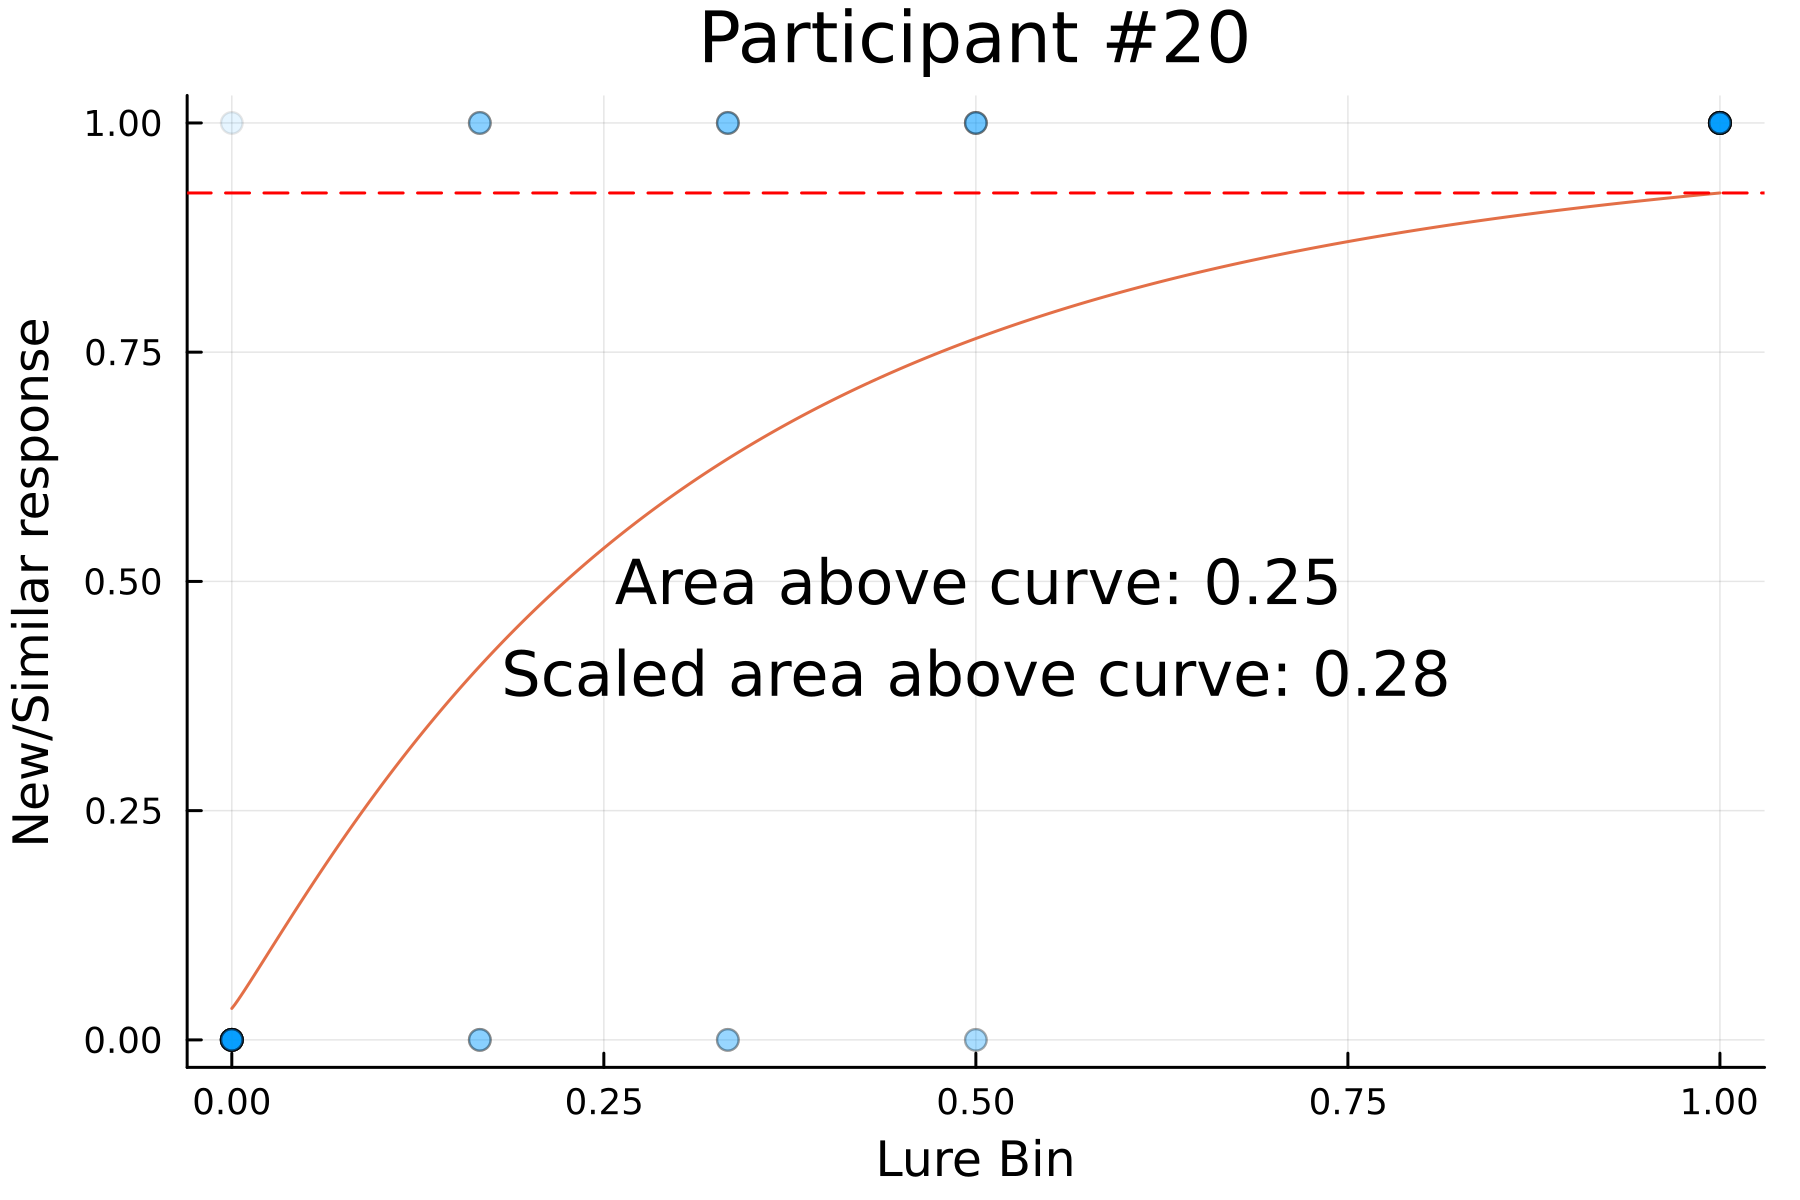 Participant #20
New/Similar response
1.00
0.75
0.50
0.25
0.00
Area above curve: 0.25
Scaled area above curve: 0.28
0.00 0.25 0.50 0.75 1.00
Lure Bin